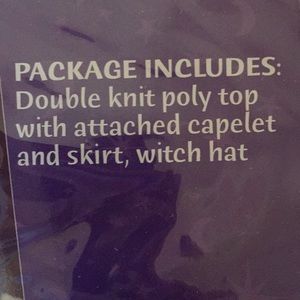 PACKAGE INCLUDES:
Double knit poly top
with attached capelet
and skirt, witch hat